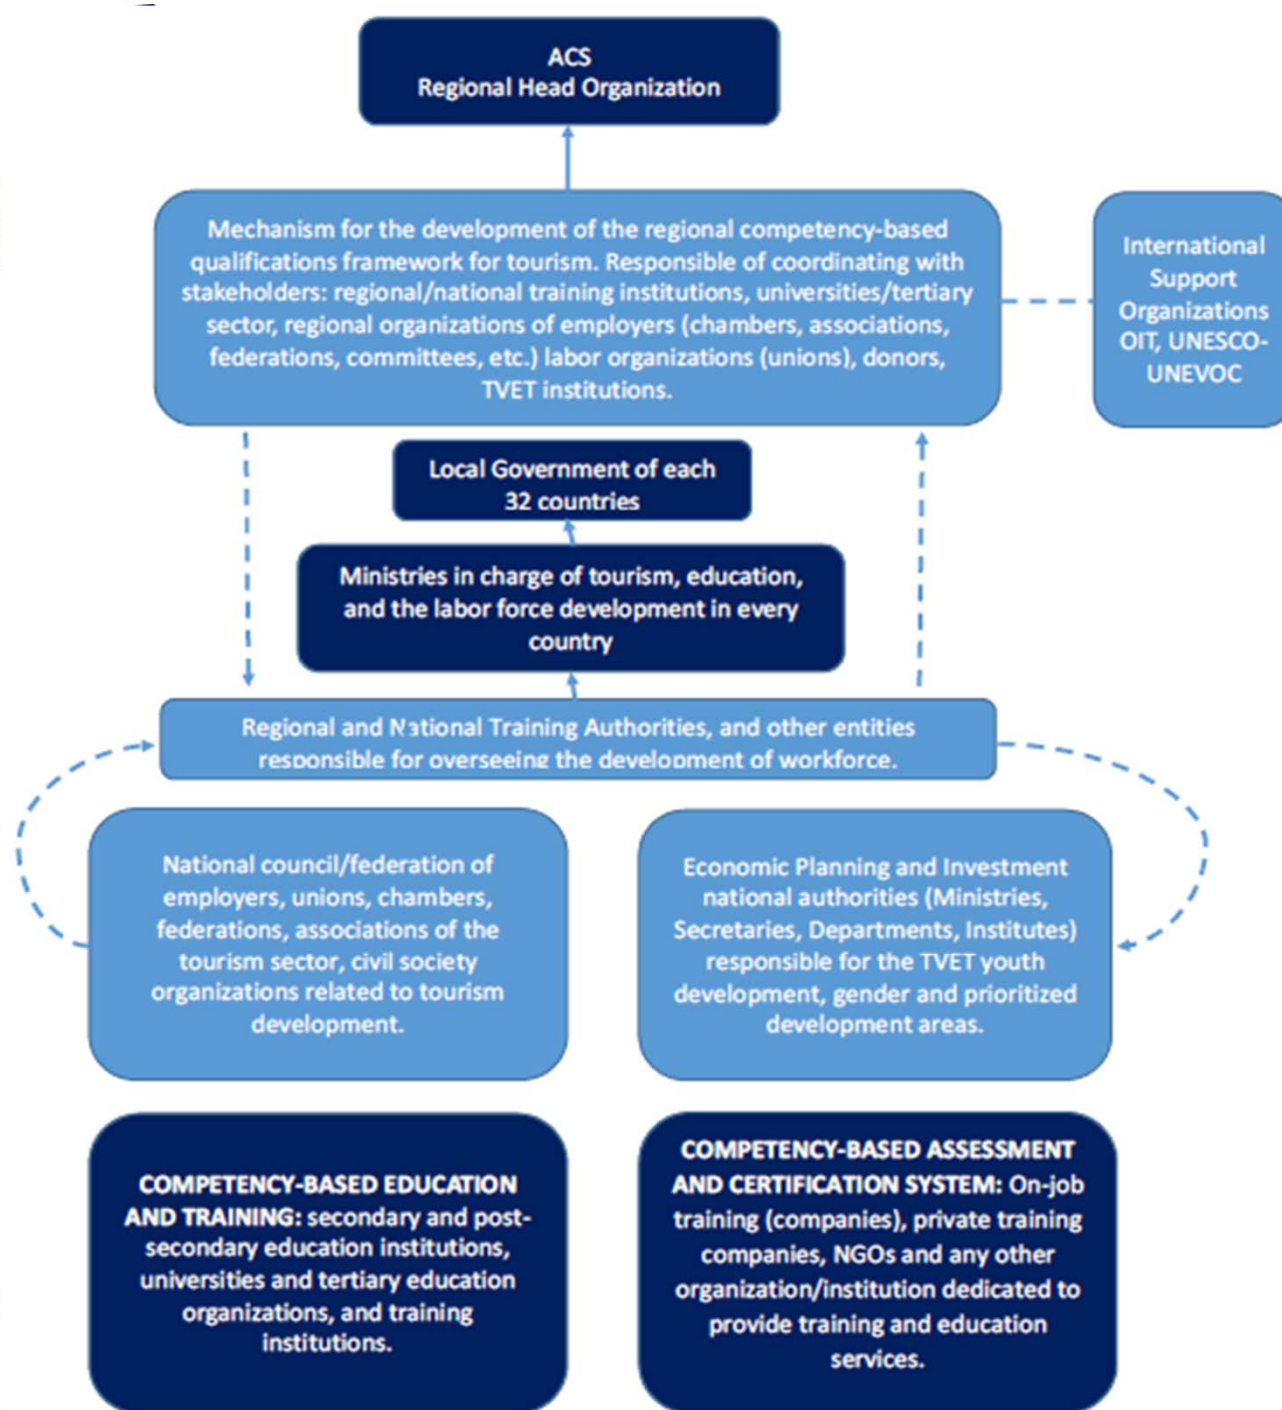 ACS
Regional Head Organization
Mechanism for the development of the regional competency-based
qualifications framework for tourism. Responsible of coordinating with
stakeholders: regional/national training institutions, universities/tertiary
sector, regional organizations of employers (chambers, associations,
federations, committees, etc.) labor organizations (unions), donors,
TVET institutions.
International
Support
Organizations
OIT, UNESCO-
UNEVOC
Local Government of each
32 countries
Ministries in charge of tourism, education,
and the labor force development in every
country
Regional and National Training Authorities, and other entities
responsible for overseeing the development of workforce.
National council/federation of
employers, unions, chambers,
federations, associations of the
tourism sector, civil society
organizations related to tourism
development.
Economic Planning and Investment
national authorities (Ministries,
Secretaries, Departments, Institutes)
responsible for the TVET youth
development, gender and prioritized
development areas.
COMPETENCY-BASED EDUCATION
AND TRAINING: secondary and post-
secondary education institutions,
universities and tertiary education
organizations, and training
institutions.
COMPETENCY-BASED ASSESSMENT
AND CERTIFICATION SYSTEM: On-job
training (companies), private training
companies, NGOs and any other
organization/institution dedicated to
provide training and education
services.